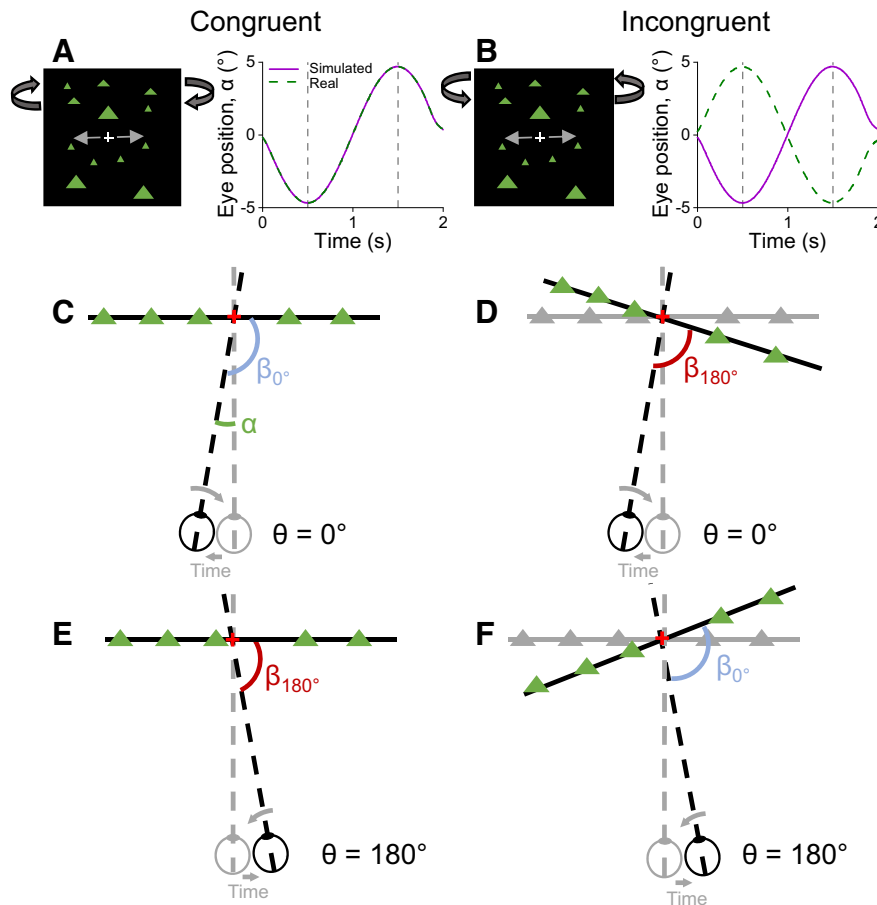 Congruent
Incongruent
A
Eye position, α (°)
5
0
-5
Simulated
Real
0
1
2
Time (s)
B
Eye position, α (°)
5
0
-5
0
1
2
Time (s)
C
β0°
α
θ = 0°
Time
D
β180°
θ = 0°
Time
E
β180°
θ = 180°
Time
F
β0°
θ = 180°
Time